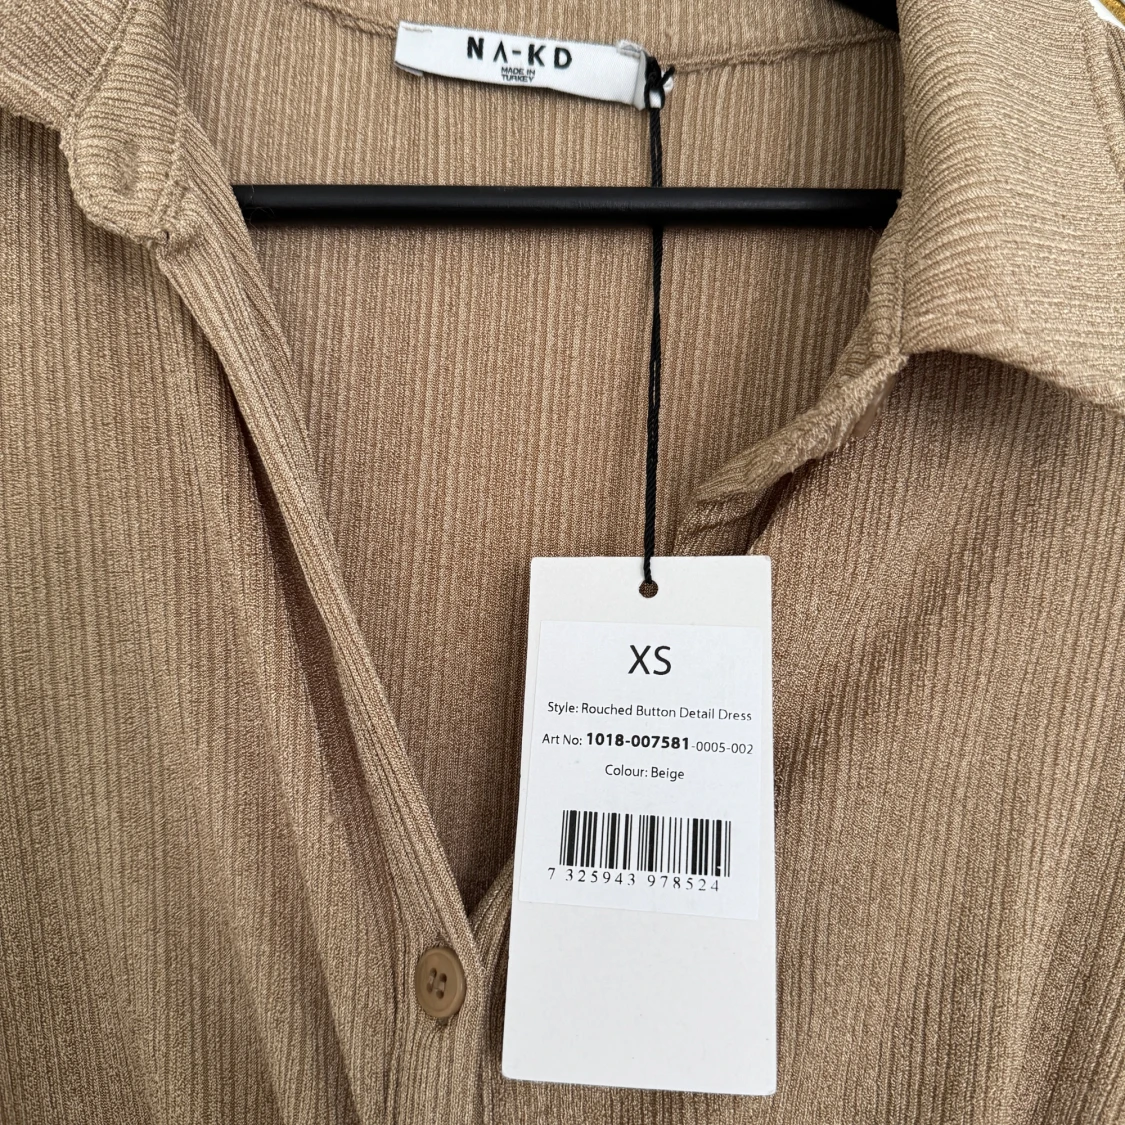 NA-KD
MADE IN
TURKEY
XS
Style: Rouched Button Detail Dress
Art No: 1018-007581-0005-002
Colour: Beige
7 325943 978524